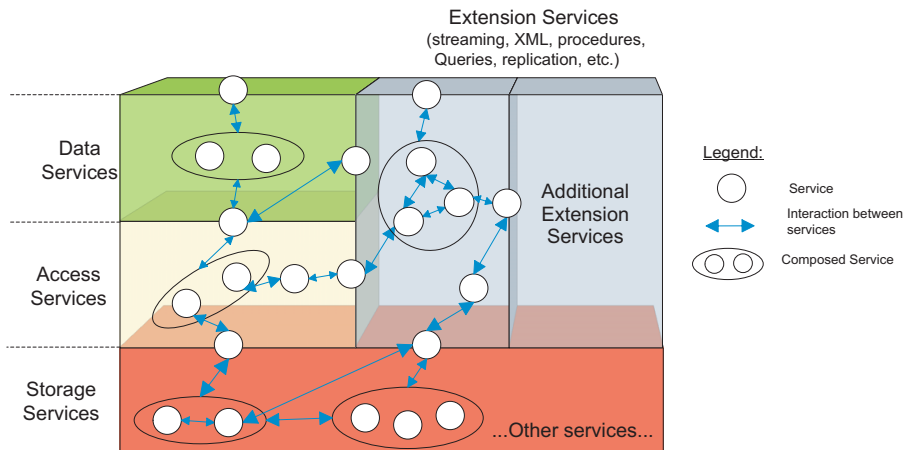 Extension Services
(streaming, XML, procedures,
Queries, replication, etc.)
Data
Services
Access
Services
Storage
Services
Additional
Extension
Services
...Other services...
Legend:
Service
Interaction between
services
Composed Service